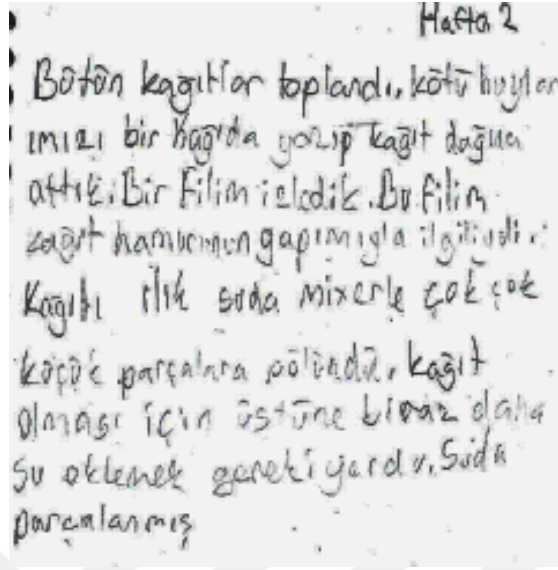 Hafta 2
Bütün kağıtlar toplandı, kötü huylar
ımızı bir kağıda yazıp kağıt dağına
attık. Bir Filim izledik. Bu filim
kağıt hamurunun yapımıyla ilgiliydi.
Kağıtı ılık suda mixerle çok çok
küçük parçalara bölündü. kağıt
olması için üstüne biraz daha
su eklemek gerekiyordu. Suda
parçalanmış